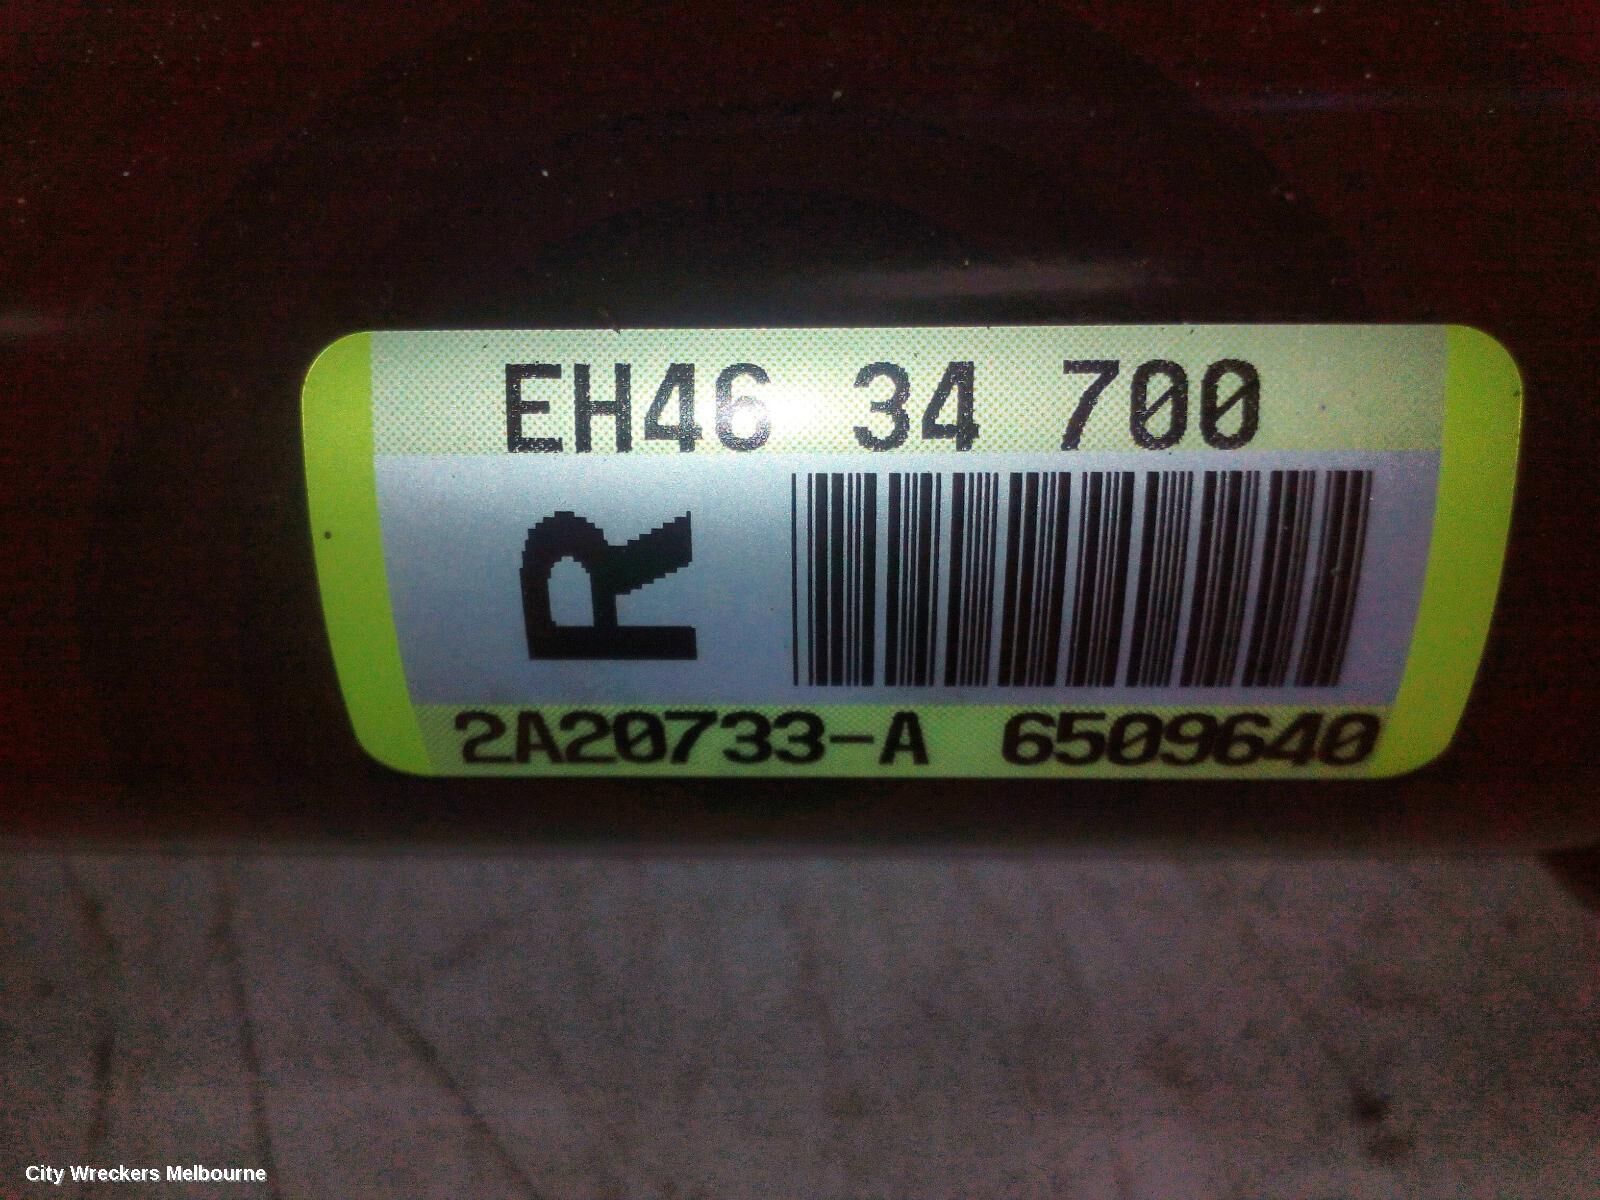 EH46 34 700
R
2A20733-A 6509640
City Wreckers Melbourne